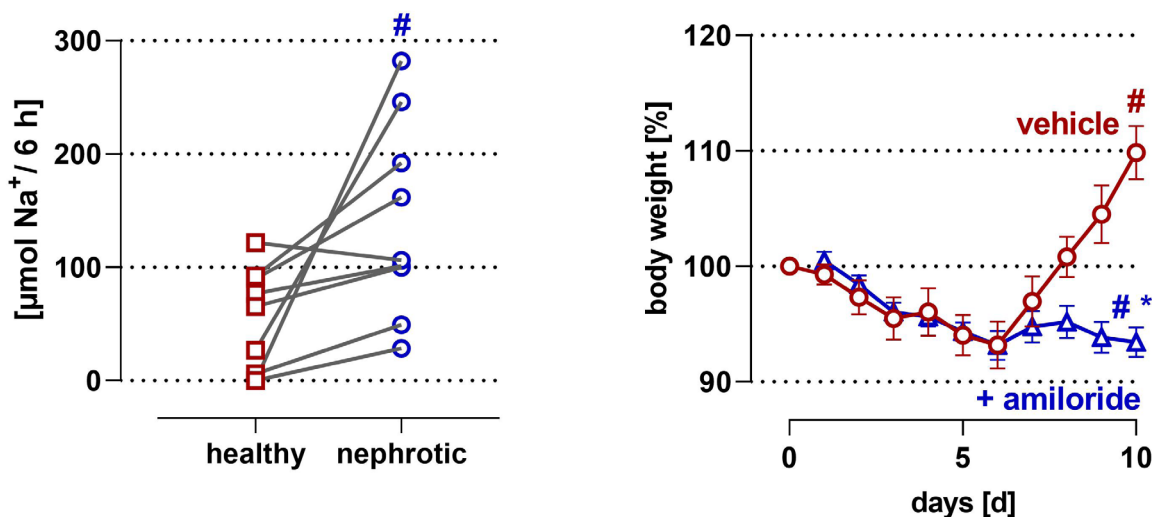 [µmol Na⁺/ 6 h]
300
200
100
0
#
healthy nephrotic
body weight [%]
120
110
100
90
vehicle #
# *
+ amiloride
0 5 10
days [d]